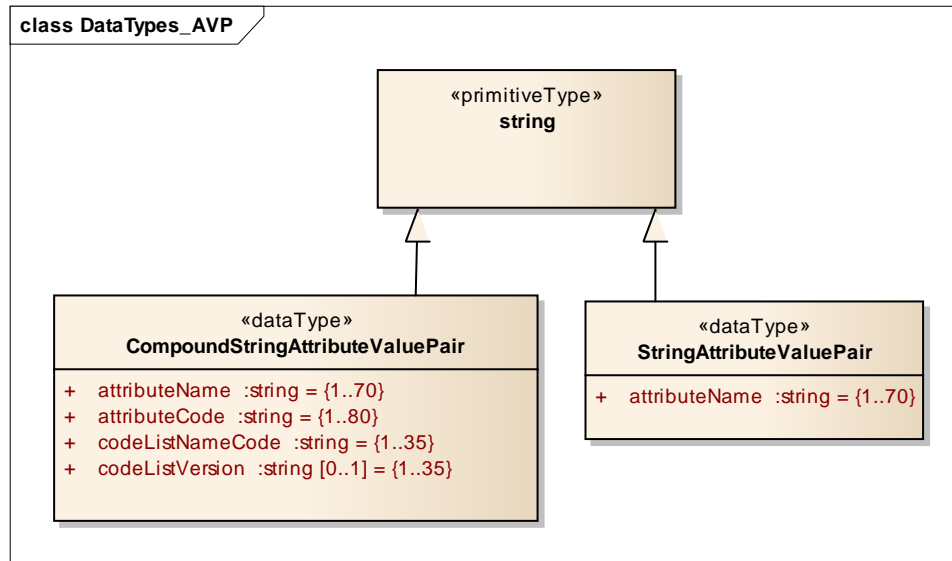 class DataTypes_AVP
«primitiveType»
string
«dataType»
CompoundStringAttributeValuePair
+ attributeName :string = {1..70}
+ attributeCode :string = {1..80}
+ codeListNameCode :string = {1..35}
+ codeListVersion :string [0..1] = {1..35}
«dataType»
StringAttributeValuePair
+ attributeName :string = {1..70}